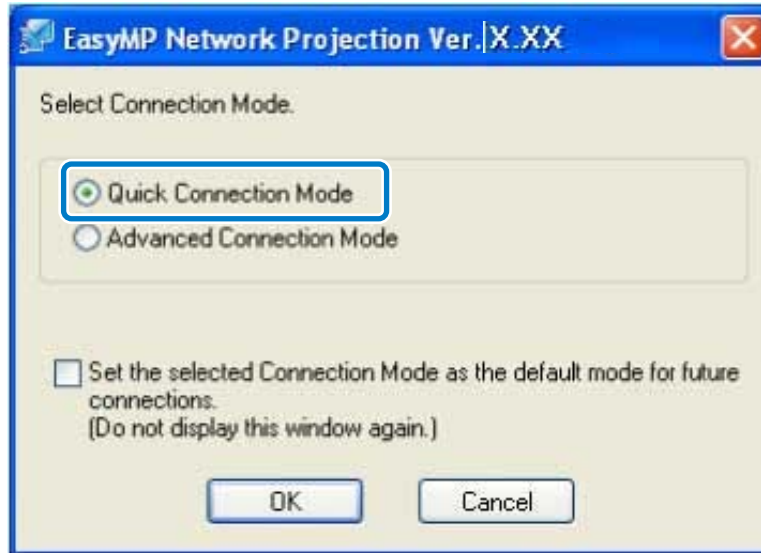 EasyMP Network Projection Ver.X.XX
Select Connection Mode.
Quick Connection Mode
Advanced Connection Mode
Set the selected Connection Mode as the default mode for future
connections.
(Do not display this window again.)
OK
Cancel